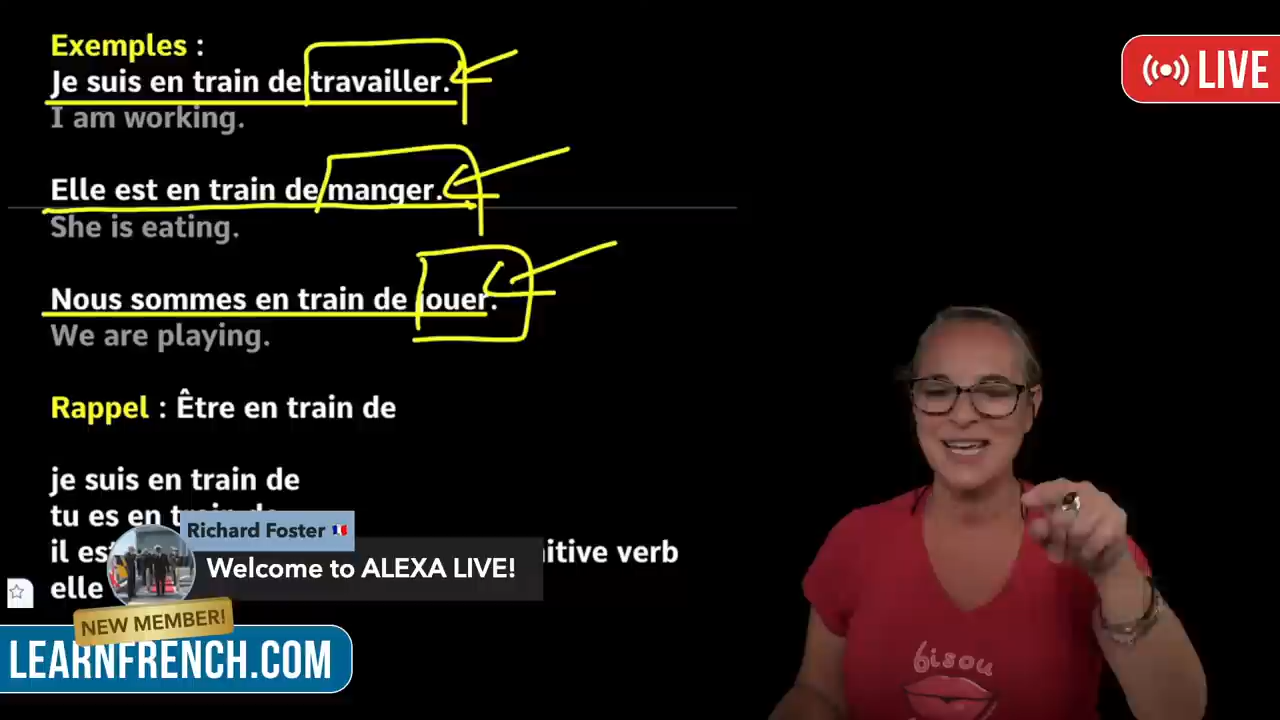 Exemples :
Je suis en train de travailler.
I am working.
Elle est en train de manger.
She is eating.
Nous sommes en train de jouer.
We are playing.
Rappel : Être en train de
je suis en train de
tu es en
il
verb
elle
Richard Foster
Welcome to ALEXA LIVE!
NEW MEMBER!
LEARNFRENCH.COM
LIVE
bisou